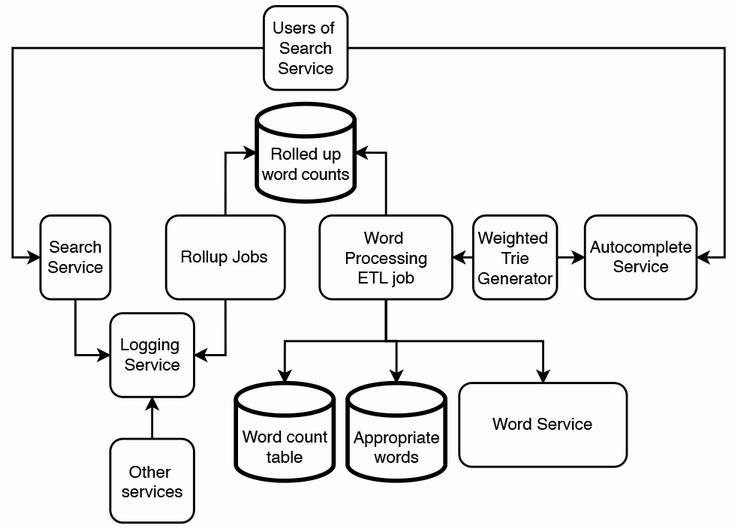 Users of
Search
Service
Rolled up
word counts
Search
Service
Rollup Jobs
Word
Processing
ETL job
Weighted
Trie
Generator
Autocomplete
Service
Logging
Service
Word count
table
Appropriate
words
Word Service
Other
services